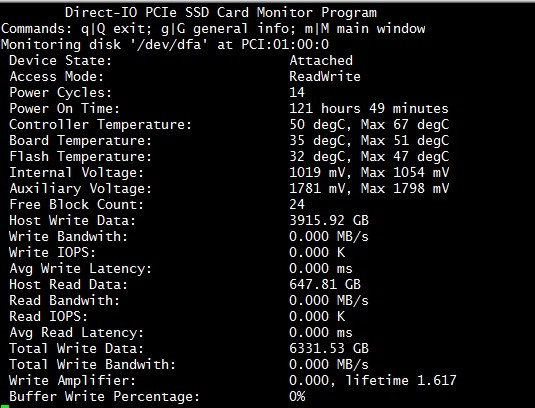 Direct-IO PCIe SSD Card Monitor Program
Commands: q|Q exit; g|G general info; m|M main window
Monitoring disk '/dev/dfa' at PCI:01:00:0
Device State: Attached
Access Mode: ReadWrite
Power Cycles: 14
Power On Time: 121 hours 49 minutes
Controller Temperature: 50 degC, Max 67 degC
Board Temperature: 35 degC, Max 51 degC
Flash Temperature: 32 degC, Max 47 degC
Internal Voltage: 1019 mV, Max 1054 mV
Auxiliary Voltage: 1781 mV, Max 1798 mV
Free Block Count: 24
Host Write Data: 3915.92 GB
Write Bandwith: 0.000 MB/s
Write IOPS: 0.000 K
Avg Write Latency: 0.000 ms
Host Read Data: 647.81 GB
Read Bandwith: 0.000 MB/s
Read IOPS: 0.000 K
Avg Read Latency: 0.000 ms
Total Write Data: 6331.53 GB
Total Write Bandwith: 0.000 MB/s
Write Amplifier: 0.000, lifetime 1.617
Buffer Write Percentage: 0%